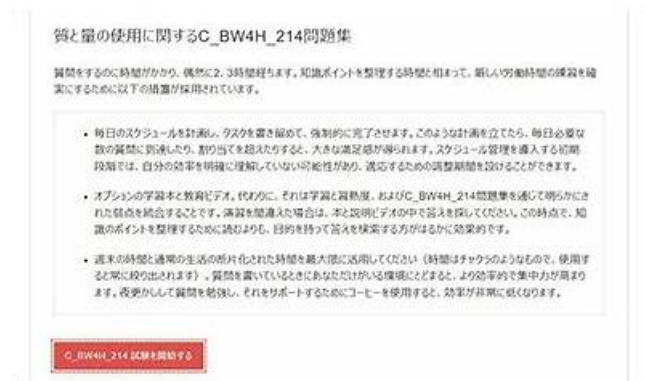 質と量の使用に関するC_BW4H_214問題集
質問をするのに時間がかかり、偶然に2、3時間経ちます。知識ポイントを整理する時間と相まって、厳しい労働時間の練習を確
実にするために以下の措置が採用されています。
• 毎日のスケジュールを計画し、タスクを書き留めて、強制的に完了させます。このような計画を立てたら、毎日必要な
数の質問に到達したり、割り当てを超えたりすると、大きな満足感が得られます。スケジュール管理を導入する初期
段階では、自分の効率を明確に理解していない可能性があり、適応するための調整期間を設けることができます。
• オプションの学習本と教育ビデオ。代わりに、それは学習と習熟度、およびC_BW4H_214問題集を通じて明らかにさ
れた弱点を統合することです。演習を間違えた場合は、本と説明ビデオの中で答えを探してください。この時点で、知
識のポイントを整理するために読むよりも、目的を持って答えを検索する方がはるかに効果的です。
• 週末の時間と通常の生活の断片化された時間を最大限に活用してください（時間はチャクラのようなもので、使用す
ると常に絞り出されます）。質問を書いているときにあなただけがいる環境にとどまると、より効率的で集中力が高まり
ます。夜更かしして質問を勉強し、それをサポートするためにコーヒーを使用すると、効率が非常に低くなります。
C_BW4H_214 試験を開始する